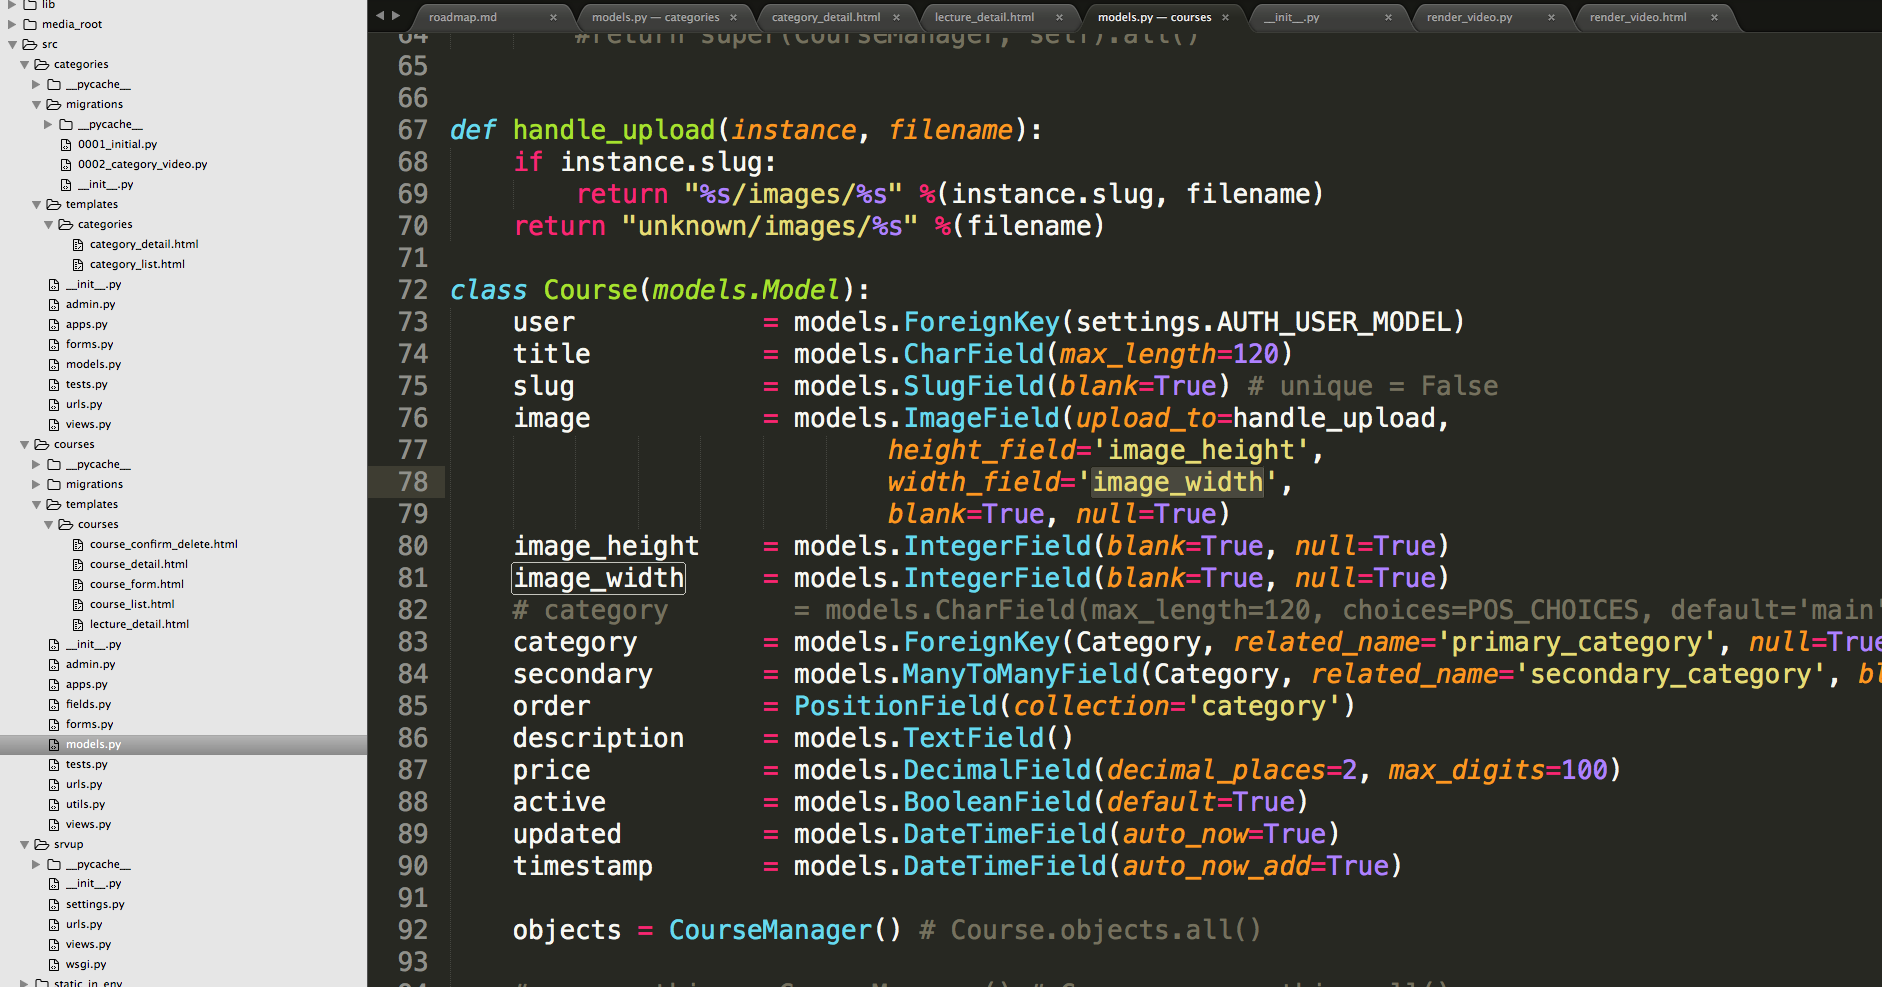 lib
media_root
src
categories
__pycache__
migrations
__pycache__
0001_initial.py
0002_category_video.py
__init__.py
templates
categories
category_detail.html
category_list.html
__init__.py
admin.py
apps.py
forms.py
models.py
tests.py
urls.py
views.py
courses
__pycache__
migrations
templates
courses
course_confirm_delete.html
course_detail.html
course_form.html
course_list.html
lecture_detail.html
__init__.py
admin.py
apps.py
fields.py
forms.py
models.py
tests.py
urls.py
utils.py
views.py
srvup
__pycache__
__init__.py
settings.py
urls.py
views.py
wsgi.py
static_in_env
roadmap.md × models.py — categories × category_detail.html × lecture_detail.html × models.py — courses × __init__.py × render_video.py × render_video.html ×
64 #return super(CourseManager, self).all()
65
66
67 def handle_upload(instance, filename):
68 if instance.slug:
69 return "%s/images/%s" %(instance.slug, filename)
70 return "unknown/images/%s" %(filename)
71
72 class Course(models.Model):
73 user = models.ForeignKey(settings.AUTH_USER_MODEL)
74 title = models.CharField(max_length=120)
75 slug = models.SlugField(blank=True) # unique = False
76 image = models.ImageField(upload_to=handle_upload,
77 height_field='image_height',
78 width_field='image_width',
79 blank=True, null=True)
80 image_height = models.IntegerField(blank=True, null=True)
81 image_width = models.IntegerField(blank=True, null=True)
82 # category = models.CharField(max_length=120, choices=POS_CHOICES, default='main'
83 category = models.ForeignKey(Category, related_name='primary_category', null=True
84 secondary = models.ManyToManyField(Category, related_name='secondary_category', bl
85 order = PositionField(collection='category')
86 description = models.TextField()
87 price = models.DecimalField(decimal_places=2, max_digits=100)
88 active = models.BooleanField(default=True)
89 updated = models.DateTimeField(auto_now=True)
90 timestamp = models.DateTimeField(auto_now_add=True)
91
92 objects = CourseManager() # Course.objects.all()
93